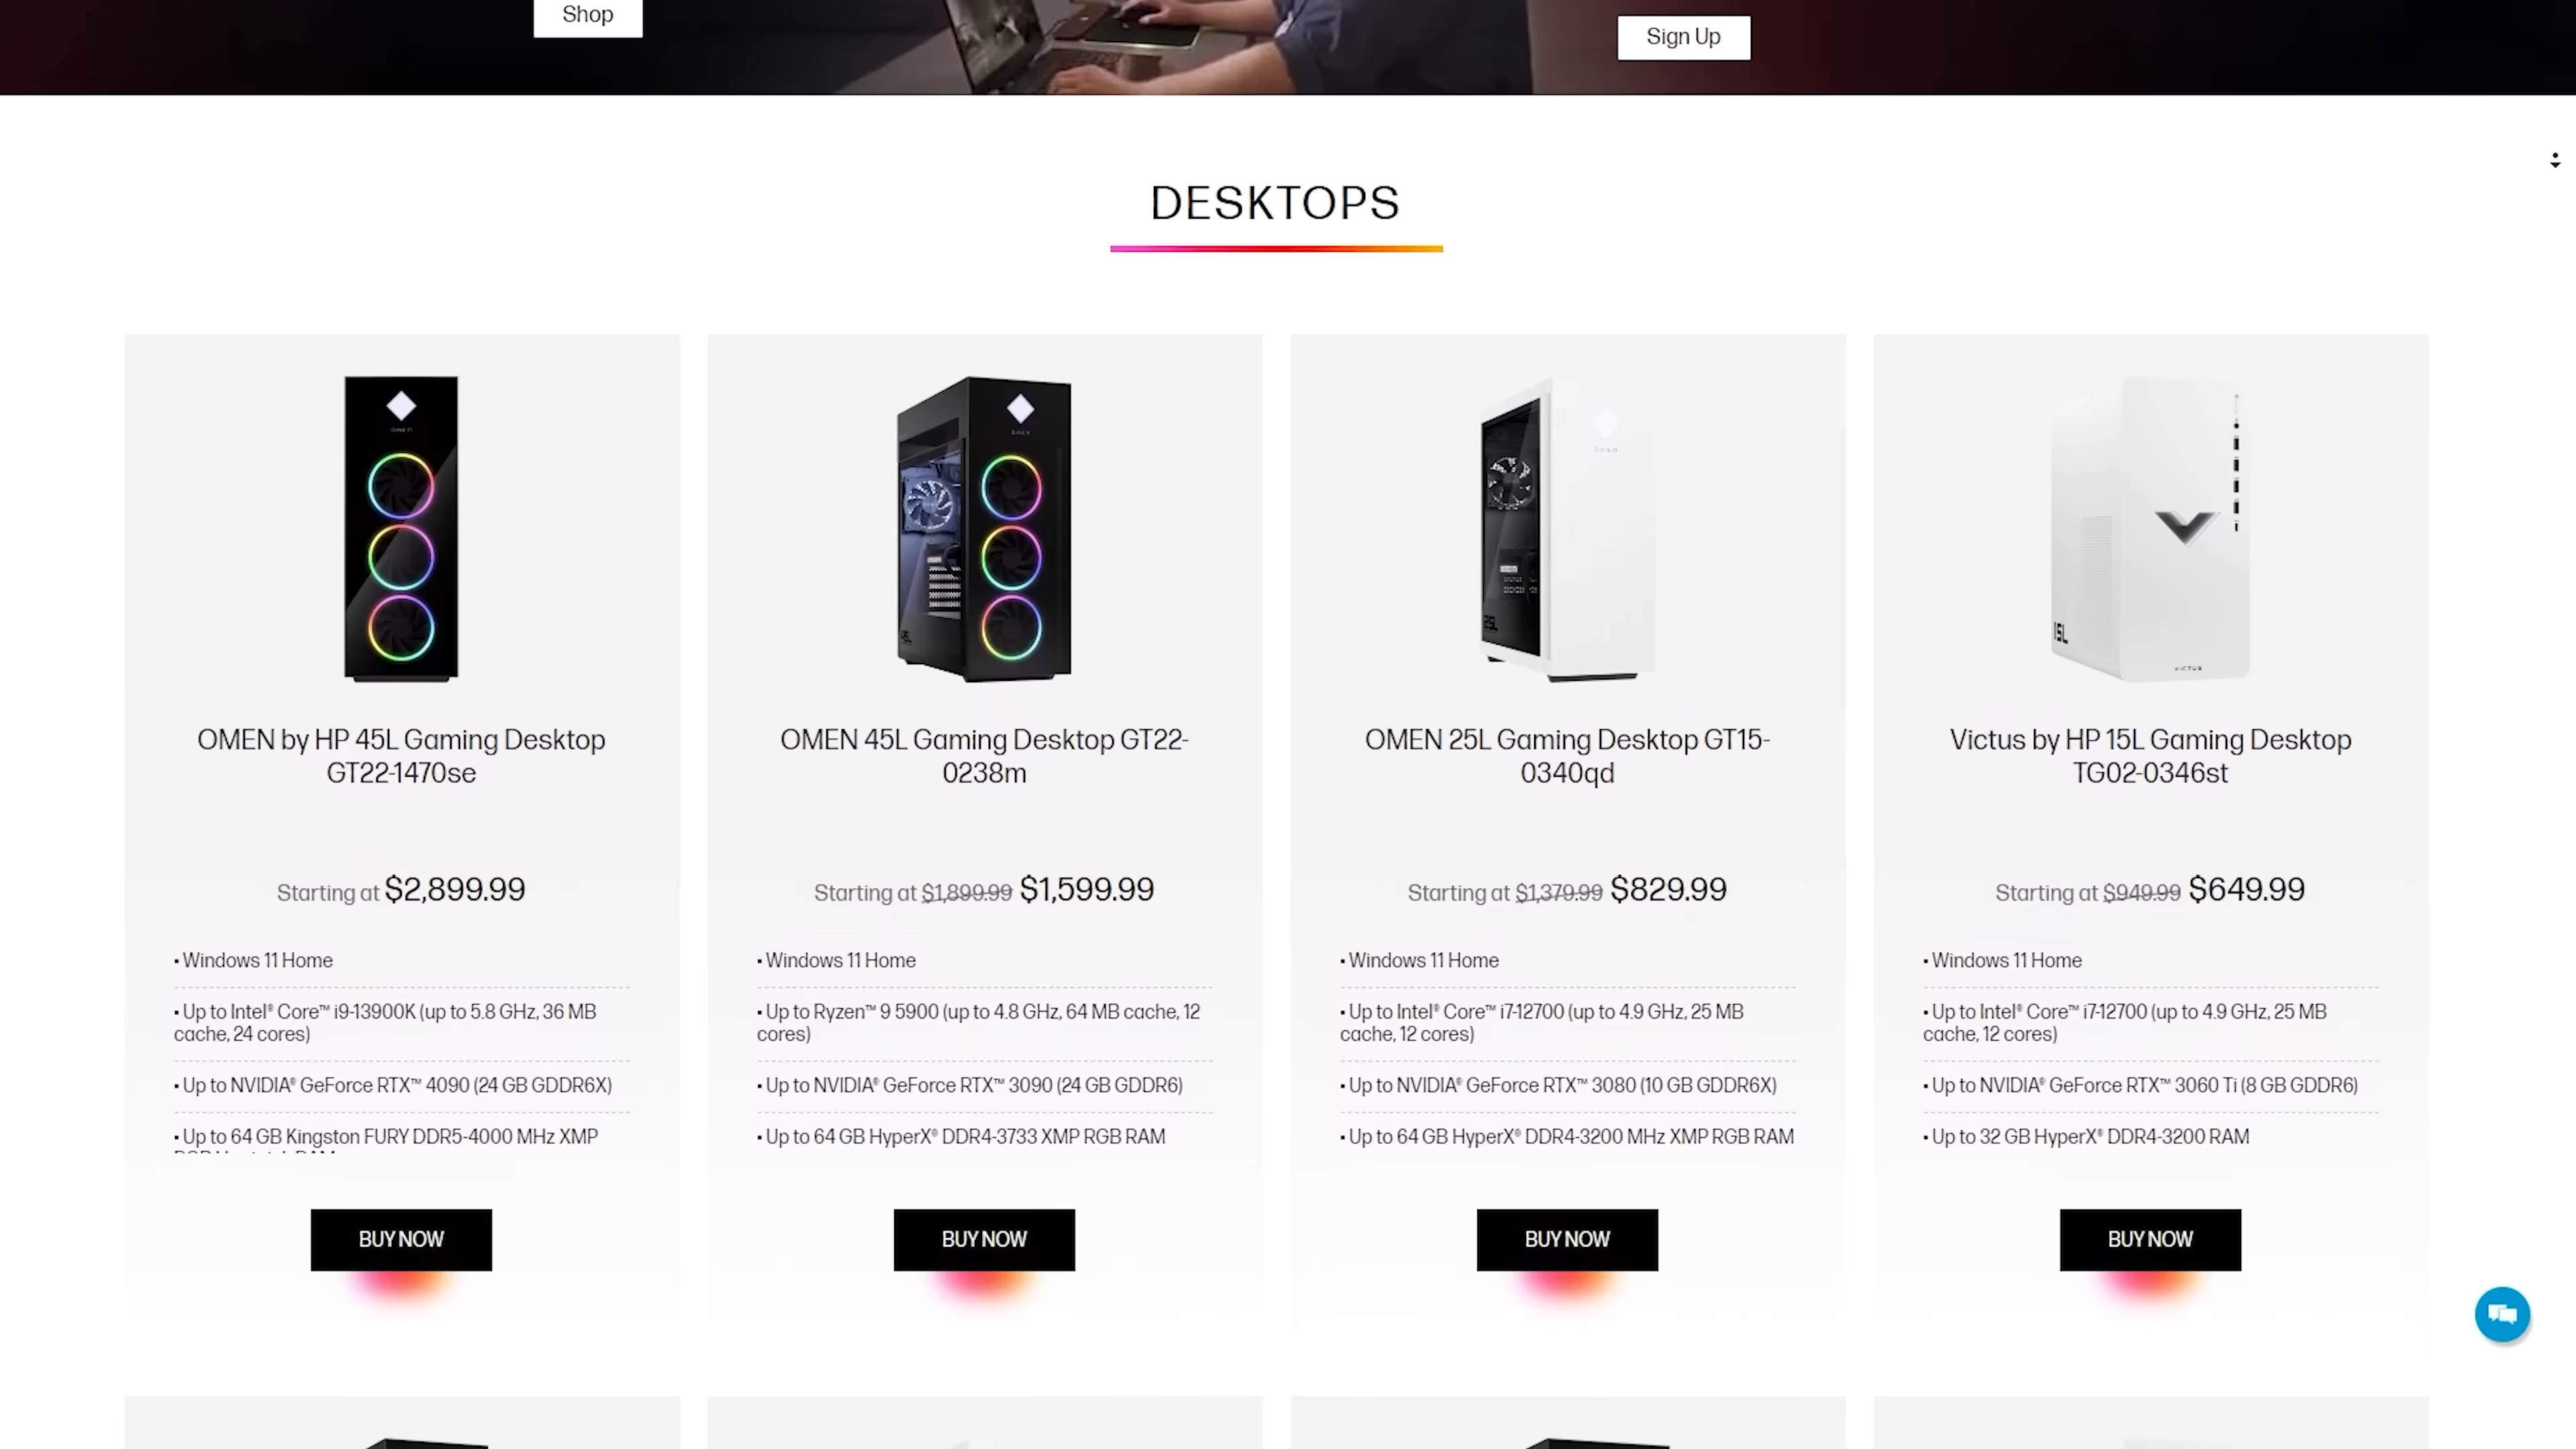 Shop
Sign Up
DESKTOPS
OMEN by HP 45L Gaming Desktop
GT22-1470se
Starting at $2,899.99
▪ Windows 11 Home
▪ Up to Intel® Core™ i9-13900K (up to 5.8 GHz, 36 MB
cache, 24 cores)
▪ Up to NVIDIA® GeForce RTX™ 4090 (24 GB GDDR6X)
▪ Up to 64 GB Kingston FURY DDR5-4000 MHz XMP
BUY NOW
45L
OMEN 45L Gaming Desktop GT22-
0238m
Starting at $1,899.99 $1,599.99
▪ Windows 11 Home
▪ Up to Ryzen™ 9 5900 (up to 4.8 GHz, 64 MB cache, 12
cores)
▪ Up to NVIDIA® GeForce RTX™ 3090 (24 GB GDDR6)
▪ Up to 64 GB HyperX® DDR4-3733 XMP RGB RAM
BUY NOW
25L
OMEN 25L Gaming Desktop GT15-
0340qd
Starting at $1,379.99 $829.99
▪ Windows 11 Home
▪ Up to Intel® Core™ i7-12700 (up to 4.9 GHz, 25 MB
cache, 12 cores)
▪ Up to NVIDIA® GeForce RTX™ 3080 (10 GB GDDR6X)
▪ Up to 64 GB HyperX® DDR4-3200 MHz XMP RGB RAM
BUY NOW
15L
VICTUS
Victus by HP 15L Gaming Desktop
TG02-0346st
Starting at $949.99 $649.99
▪ Windows 11 Home
▪ Up to Intel® Core™ i7-12700 (up to 4.9 GHz, 25 MB
cache, 12 cores)
▪ Up to NVIDIA® GeForce RTX™ 3060 Ti (8 GB GDDR6)
▪ Up to 32 GB HyperX® DDR4-3200 RAM
BUY NOW